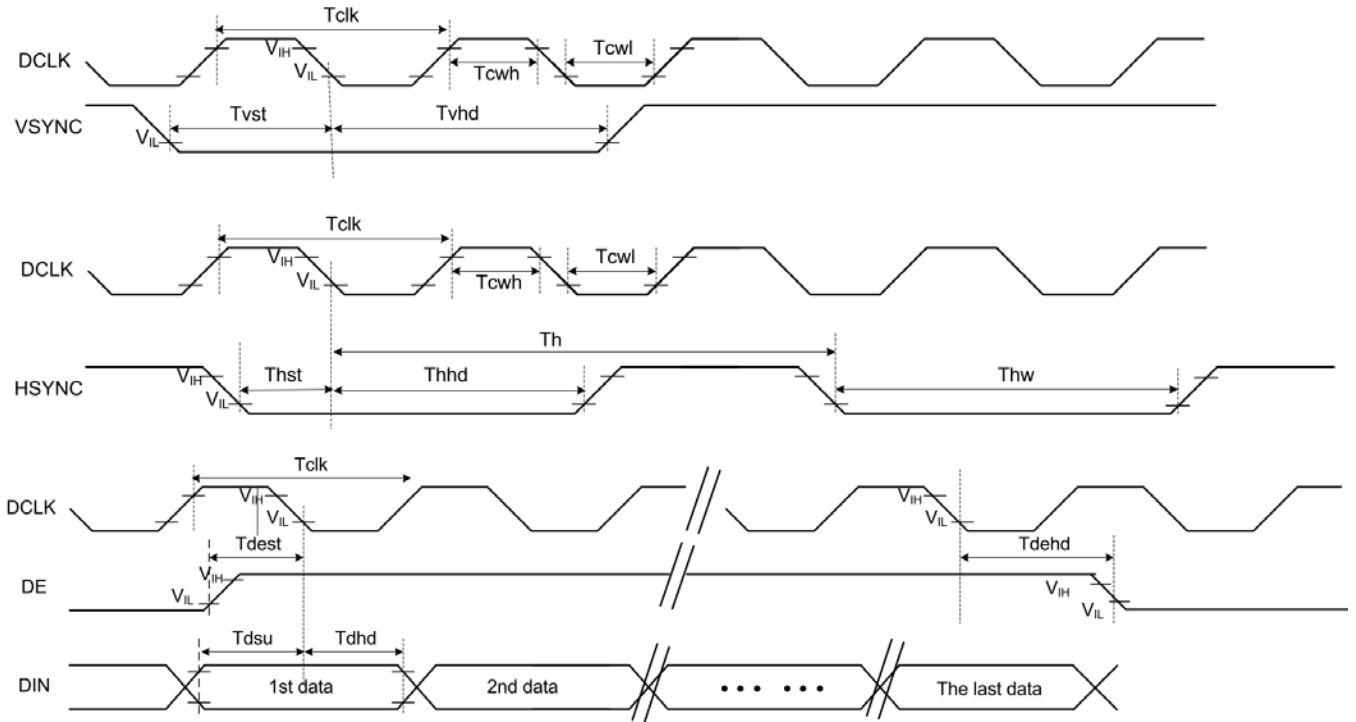 Tclk
DCLK
VIH
VIL
Tcwh
Tcwl
VSYNC
VIL
Tvst
Tvhd
Tclk
DCLK
VIH
VIL
Tcwh
Tcwl
Th
HSYNC
VIH
VIL
Thst
Thhd
Thw
Tclk
DCLK
VIH
VIL
VIH
VIL
Tdest
Tdehd
DE
VIH
VIL
VIH
VIL
Tdsu
Tdhd
DIN
1st data
2nd data
••• •••
The last data